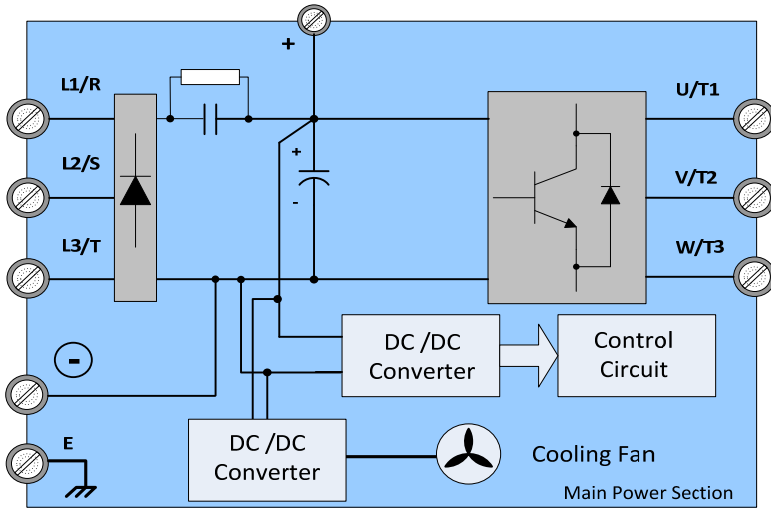 +
L1/R
U/T1
L2/S
+
V/T2
-
L3/T
W/T3
DC /DC
Converter
Control
Circuit
-
E
DC /DC
Converter
Cooling Fan
Main Power Section